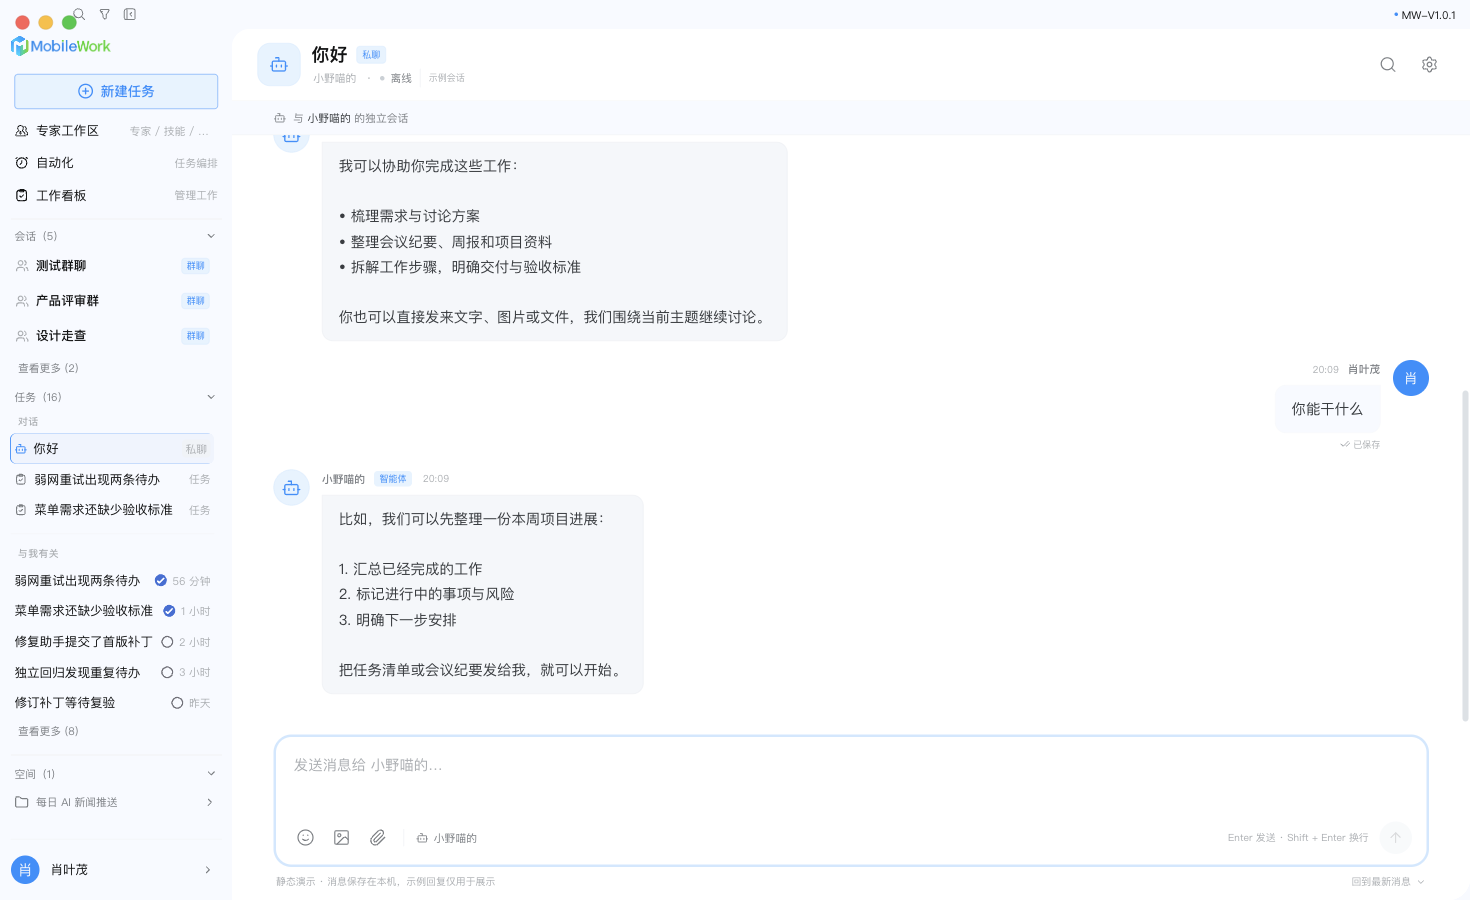 MW-V1.0.1
MobileWork
新建任务
专家工作区 专家 / 技能 / ...
自动化 任务编排
工作看板 管理工作
会话 (5)
测试群聊 群聊
产品评审群 群聊
设计走查 群聊
查看更多 (2)
任务 (16)
对话
你好 私聊
弱网重试出现两条待办 任务
菜单需求还缺少验收标准 任务
与我有关
弱网重试出现两条待办 56 分钟
菜单需求还缺少验收标准 1 小时
修复助手提交了首版补丁 2 小时
独立回归发现重复待办 3 小时
修订补丁等待复验 昨天
查看更多 (8)
空间 (1)
每日 AI 新闻推送
肖 肖叶茂
你好 私聊
小野喵的 · 离线 示例会话
与 小野喵的 的独立会话
我可以协助你完成这些工作：
• 梳理需求与讨论方案
• 整理会议纪要、周报和项目资料
• 拆解工作步骤，明确交付与验收标准
你也可以直接发来文字、图片或文件，我们围绕当前主题继续讨论。
20:09 肖叶茂 肖
你能干什么
已保存
小野喵的 智能体 20:09
比如，我们可以先整理一份本周项目进展：
1. 汇总已经完成的工作
2. 标记进行中的事项与风险
3. 明确下一步安排
把任务清单或会议纪要发给我，就可以开始。
发送消息给 小野喵的...
小野喵的 Enter 发送 · Shift + Enter 换行
静态演示 · 消息保存在本机，示例回复仅用于展示 回到最新消息